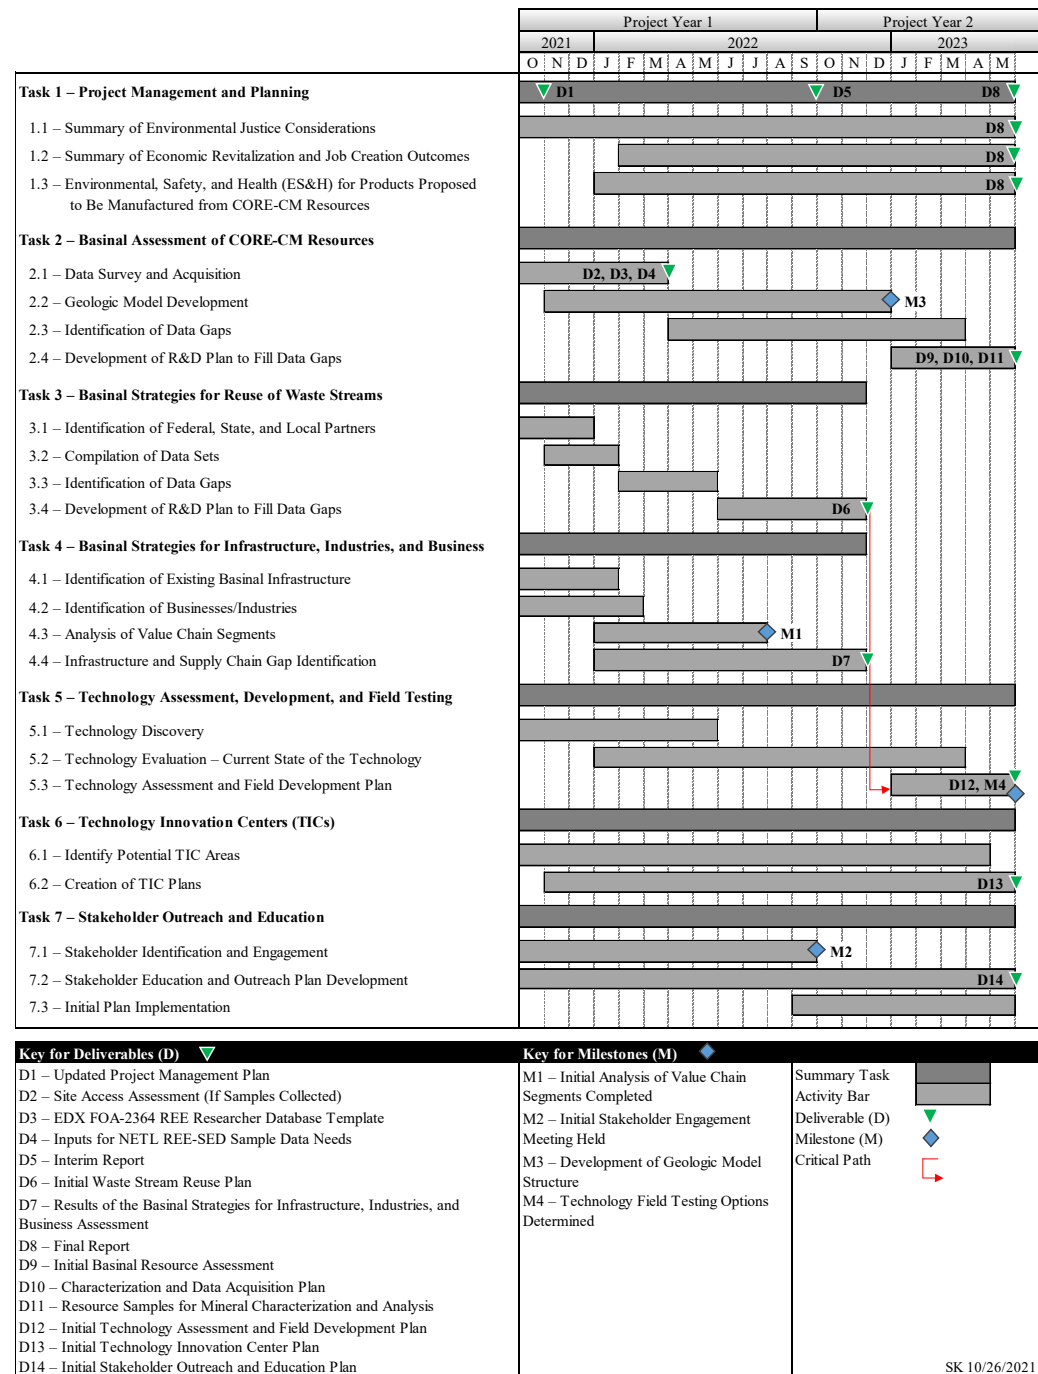 Project Year 1 Project Year 2
2021 2022 2023
O N D J F M A M J J A S O N D J F M A M
Task 1 – Project Management and Planning D1 D5 D8
1.1 – Summary of Environmental Justice Considerations D8
1.2 – Summary of Economic Revitalization and Job Creation Outcomes D8
1.3 – Environmental, Safety, and Health (ES&H) for Products Proposed D8
to Be Manufactured from CORE-CM Resources
Task 2 – Basinal Assessment of CORE-CM Resources
2.1 – Data Survey and Acquisition D2, D3, D4
2.2 – Geologic Model Development M3
2.3 – Identification of Data Gaps
2.4 – Development of R&D Plan to Fill Data Gaps D9, D10, D11
Task 3 – Basinal Strategies for Reuse of Waste Streams
3.1 – Identification of Federal, State, and Local Partners
3.2 – Compilation of Data Sets
3.3 – Identification of Data Gaps
3.4 – Development of R&D Plan to Fill Data Gaps D6
Task 4 – Basinal Strategies for Infrastructure, Industries, and Business
4.1 – Identification of Existing Basinal Infrastructure
4.2 – Identification of Businesses/Industries
4.3 – Analysis of Value Chain Segments M1
4.4 – Infrastructure and Supply Chain Gap Identification D7
Task 5 – Technology Assessment, Development, and Field Testing
5.1 – Technology Discovery
5.2 – Technology Evaluation – Current State of the Technology
5.3 – Technology Assessment and Field Development Plan D12, M4
Task 6 – Technology Innovation Centers (TICs)
6.1 – Identify Potential TIC Areas
6.2 – Creation of TIC Plans D13
Task 7 – Stakeholder Outreach and Education
7.1 – Stakeholder Identification and Engagement M2
7.2 – Stakeholder Education and Outreach Plan Development D14
7.3 – Initial Plan Implementation
Key for Deliverables (D)
D1 – Updated Project Management Plan
D2 – Site Access Assessment (If Samples Collected)
D3 – EDX FOA-2364 REE Researcher Database Template
D4 – Inputs for NETL REE-SED Sample Data Needs
D5 – Interim Report
D6 – Initial Waste Stream Reuse Plan
D7 – Results of the Basinal Strategies for Infrastructure, Industries, and
Business Assessment
D8 – Final Report
D9 – Initial Basinal Resource Assessment
D10 – Characterization and Data Acquisition Plan
D11 – Resource Samples for Mineral Characterization and Analysis
D12 – Initial Technology Assessment and Field Development Plan
D13 – Initial Technology Innovation Center Plan
D14 – Initial Stakeholder Outreach and Education Plan
Key for Milestones (M)
M1 – Initial Analysis of Value Chain
Segments Completed
M2 – Initial Stakeholder Engagement
Meeting Held
M3 – Development of Geologic Model
Structure
M4 – Technology Field Testing Options
Determined
Summary Task
Activity Bar
Deliverable (D)
Milestone (M)
Critical Path
SK 10/26/2021